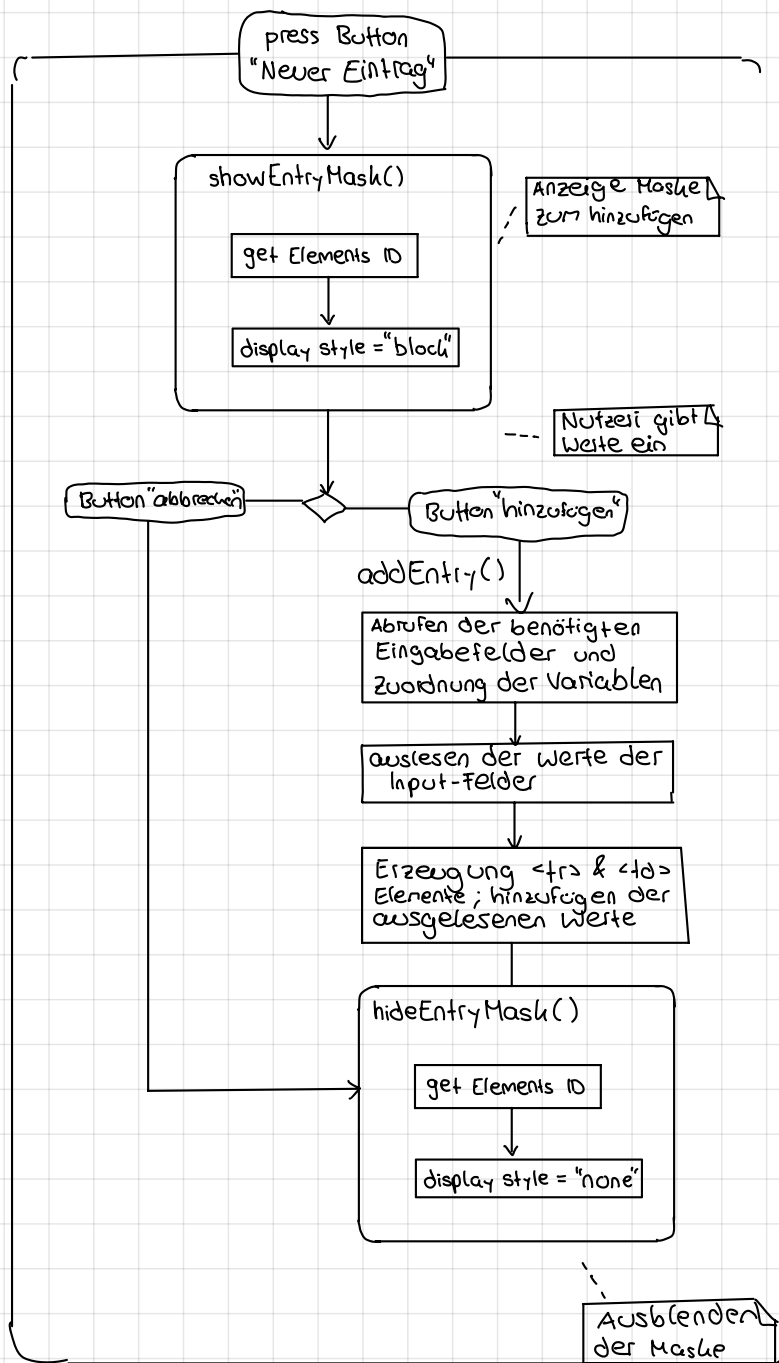 press Button
"Neuer Eintrag"
showEntryMask()
Anzeige Maske
zum hinzufügen
get Elements ID
display style = "block"
Nutzeri gibt
Werte ein
Button "abbrechen"
Button "hinzufügen"
addEntry()
Abrufen der benötigten
Eingabefelder und
Zuordnung der Variablen
auslesen der Werte der
Input-Felder
Erzeugung <tr> & <td>
Elemente; hinzufügen der
ausgelesenen Werte
hideEntryMask()
get Elements ID
display style = "none"
Ausblenden
der Maske